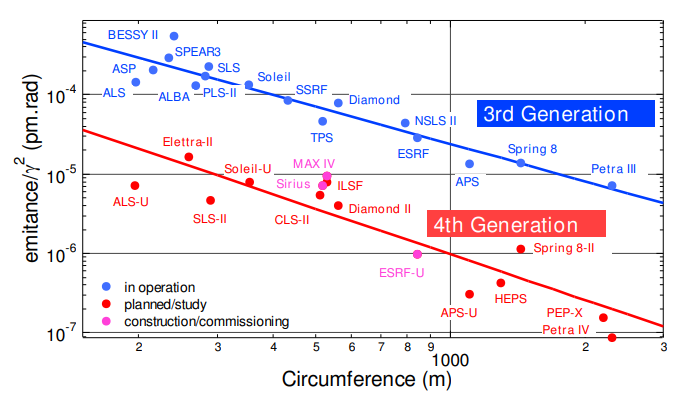 BESSY II
SPEAR3
ASP
SLS
Soleil
ALS
ALBA
PLS-II
SSRF
Diamond
TPS
NSLS II
ESRF
3rd Generation
Spring 8
APS
Petra III
Elettra-II
Soleil-U
MAX IV
Sirius
ILSF
ALS-U
SLS-II
CLS-II
Diamond II
4th Generation
ESRF-U
Spring 8-II
APS-U
HEPS
PEP-X
Petra IV
in operation
planned/study
construction/commissioning
emitance/γ² (pm.rad)
10⁻⁴
10⁻⁵
10⁻⁶
10⁻⁷
2 3 4 5 6 7 8 9 1000 2 3
Circumference (m)